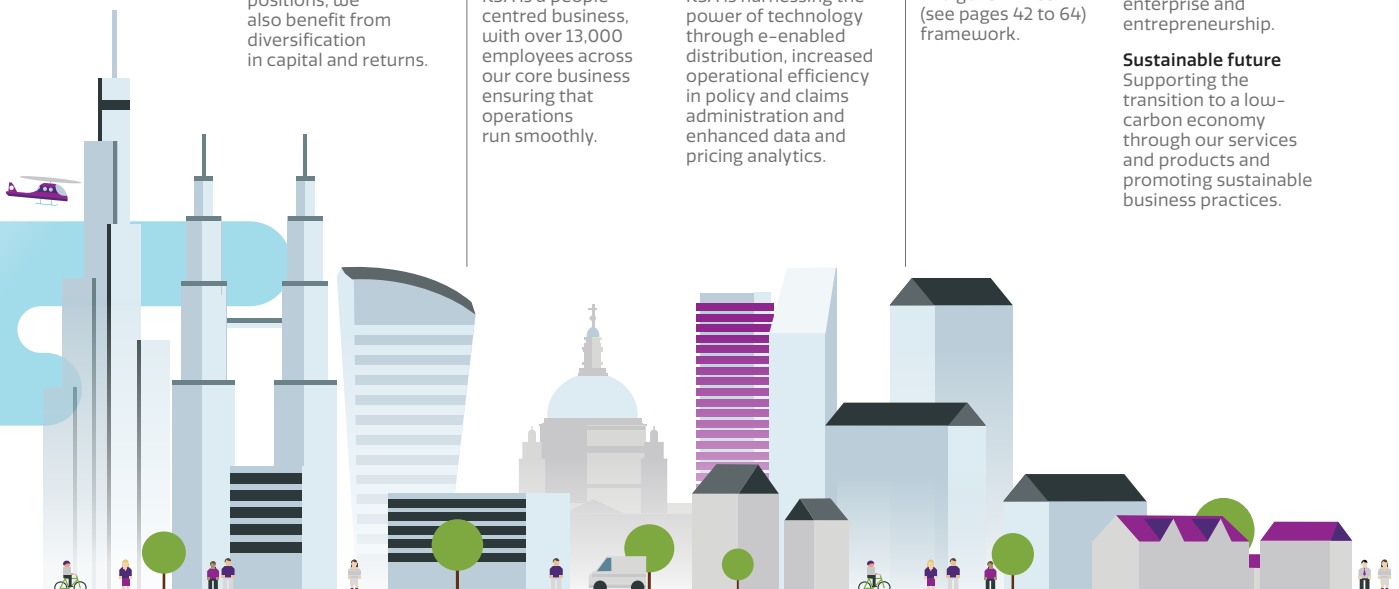 also benefit from
diversification
in capital and returns.
centred business,
with over 13,000
employees across
our core business
ensuring that
operations
run smoothly.
power of technology
through e-enabled
distribution, increased
operational efficiency
in policy and claims
administration and
enhanced data and
pricing analytics.
(see pages 42 to 64)
framework.
enterprise and
entrepreneurship.
Sustainable future
Supporting the
transition to a low-
carbon economy
through our services
and products and
promoting sustainable
business practices.